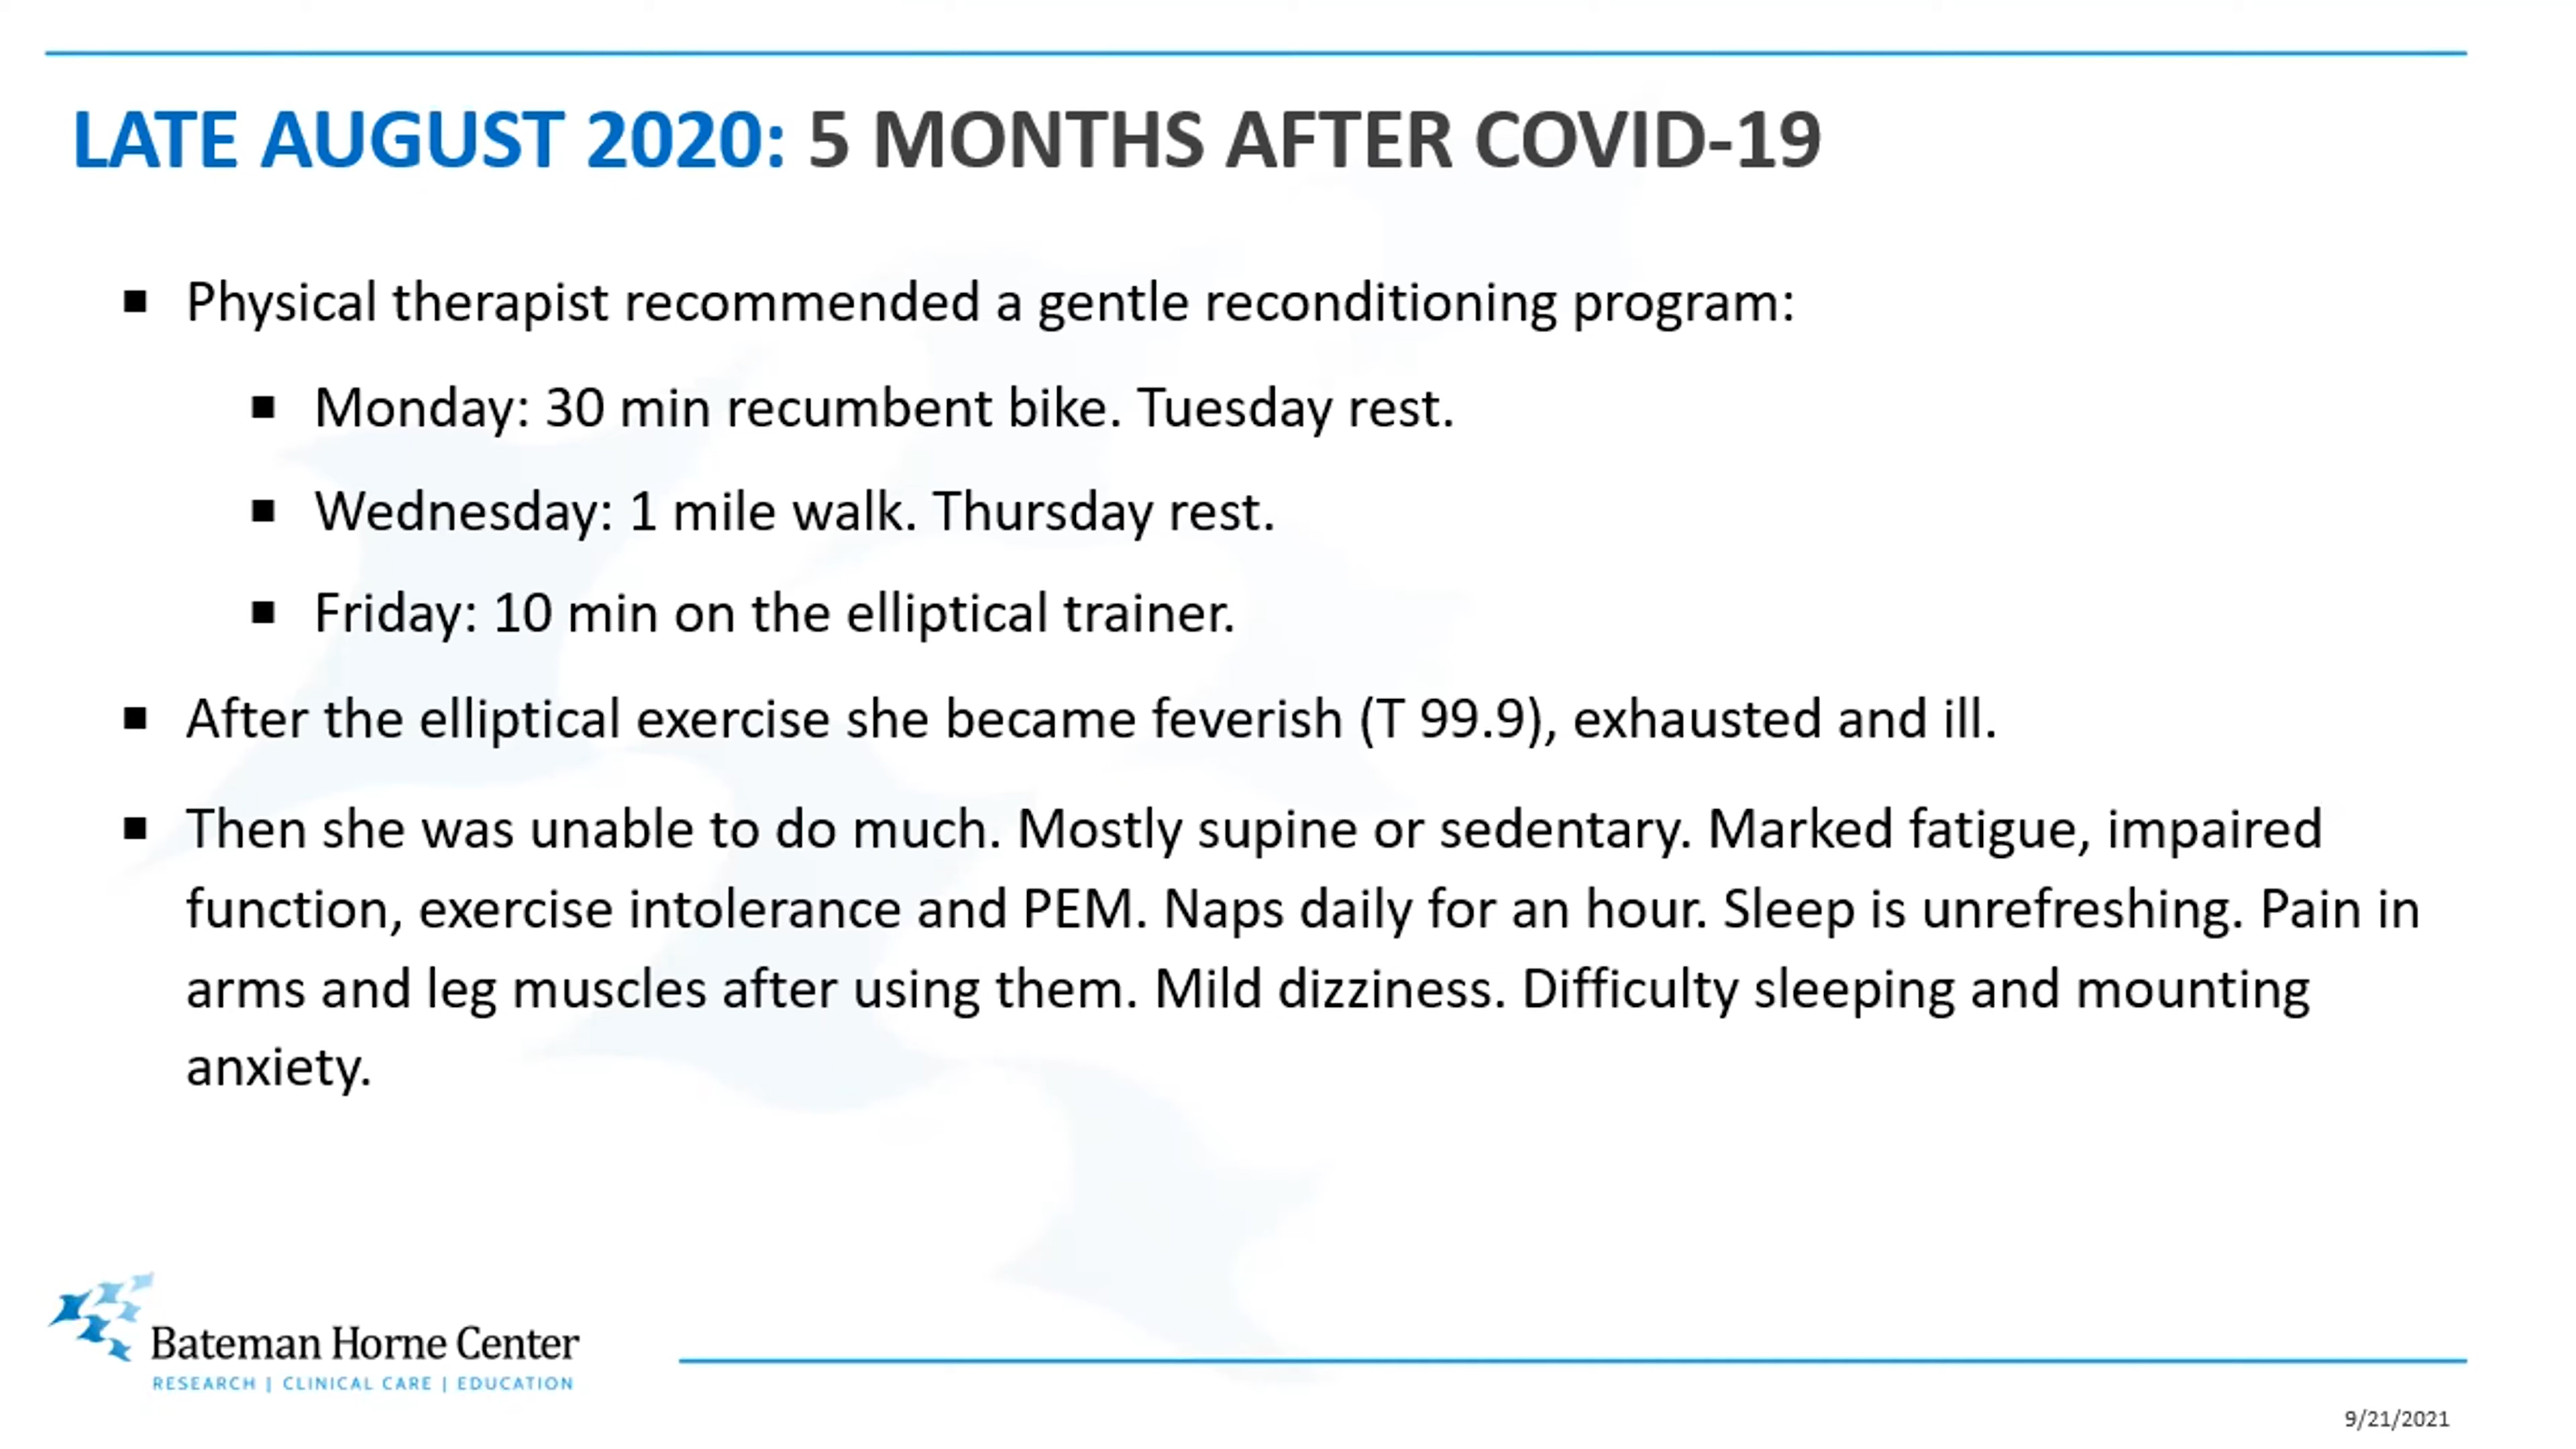 LATE AUGUST 2020: 5 MONTHS AFTER COVID-19
▪ Physical therapist recommended a gentle reconditioning program:
▪ Monday: 30 min recumbent bike. Tuesday rest.
▪ Wednesday: 1 mile walk. Thursday rest.
▪ Friday: 10 min on the elliptical trainer.
▪ After the elliptical exercise she became feverish (T 99.9), exhausted and ill.
▪ Then she was unable to do much. Mostly supine or sedentary. Marked fatigue, impaired
function, exercise intolerance and PEM. Naps daily for an hour. Sleep is unrefreshing. Pain in
arms and leg muscles after using them. Mild dizziness. Difficulty sleeping and mounting
anxiety.
Bateman Horne Center
RESEARCH | CLINICAL CARE | EDUCATION
9/21/2021